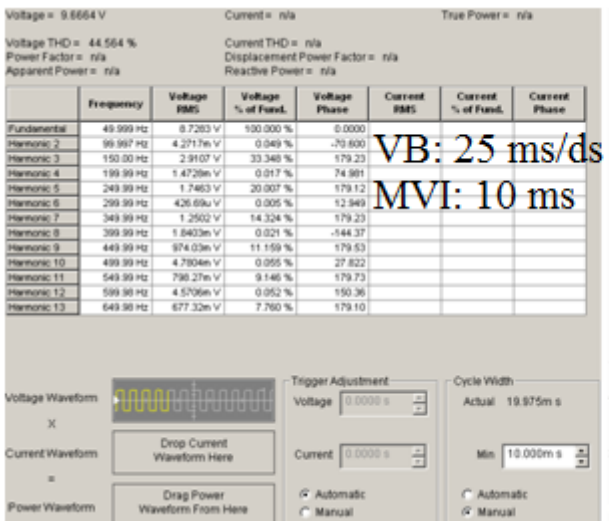 Voltage = 9.6664 V Current = n/a True Power = n/a
Voltage THD = 44.564 % Current THD = n/a
Power Factor = n/a Displacement Power Factor = n/a
Apparent Power = n/a Reactive Power = n/a
Frequency Voltage RMS Voltage % of Fund. Voltage Phase Current RMS Current % of Fund. Current Phase
Fundamental 49.999 Hz 8.7283 V 100.000 % 0.0000
Harmonic 2 99.997 Hz 4.2717m V 0.049 % -70.600
Harmonic 3 150.00 Hz 2.9107 V 33.348 % 179.23
Harmonic 4 199.99 Hz 1.4728m V 0.017 % 74.981
Harmonic 5 249.99 Hz 1.7463 V 20.007 % 179.12
Harmonic 6 299.99 Hz 426.69u V 0.005 % 12.949
Harmonic 7 349.99 Hz 1.2502 V 14.324 % 179.23
Harmonic 8 399.99 Hz 1.8403m V 0.021 % -144.37
Harmonic 9 449.99 Hz 974.03m V 11.159 % 179.53
Harmonic 10 499.99 Hz 4.7804m V 0.055 % 27.822
Harmonic 11 549.99 Hz 798.27m V 9.146 % 179.73
Harmonic 12 599.98 Hz 4.5706m V 0.052 % 150.36
Harmonic 13 649.98 Hz 677.32m V 7.760 % 179.10
VB: 25 ms/ds
MVI: 10 ms
Trigger Adjustment Cycle Width
Voltage Waveform Voltage 0.0000 s Actual 19.975m s
X
Current Waveform Drop Current Waveform Here Current 0.0000 s Min 10.000m s
=
Power Waveform Drag Power Waveform From Here Automatic Automatic
Manual Manual